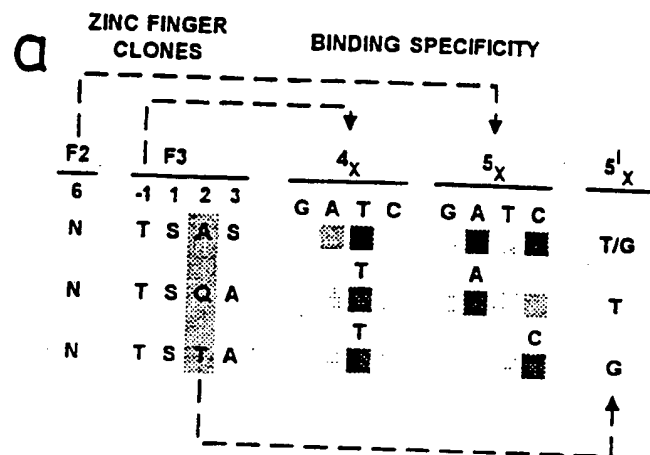 a
ZINC FINGER CLONES
BINDING SPECIFICITY
F2 F3 4X 5X 5'X
6 -1 1 2 3
G A T C G A T C
N T S A S T/G
T A
N T S Q A T
T C
N T S T A G